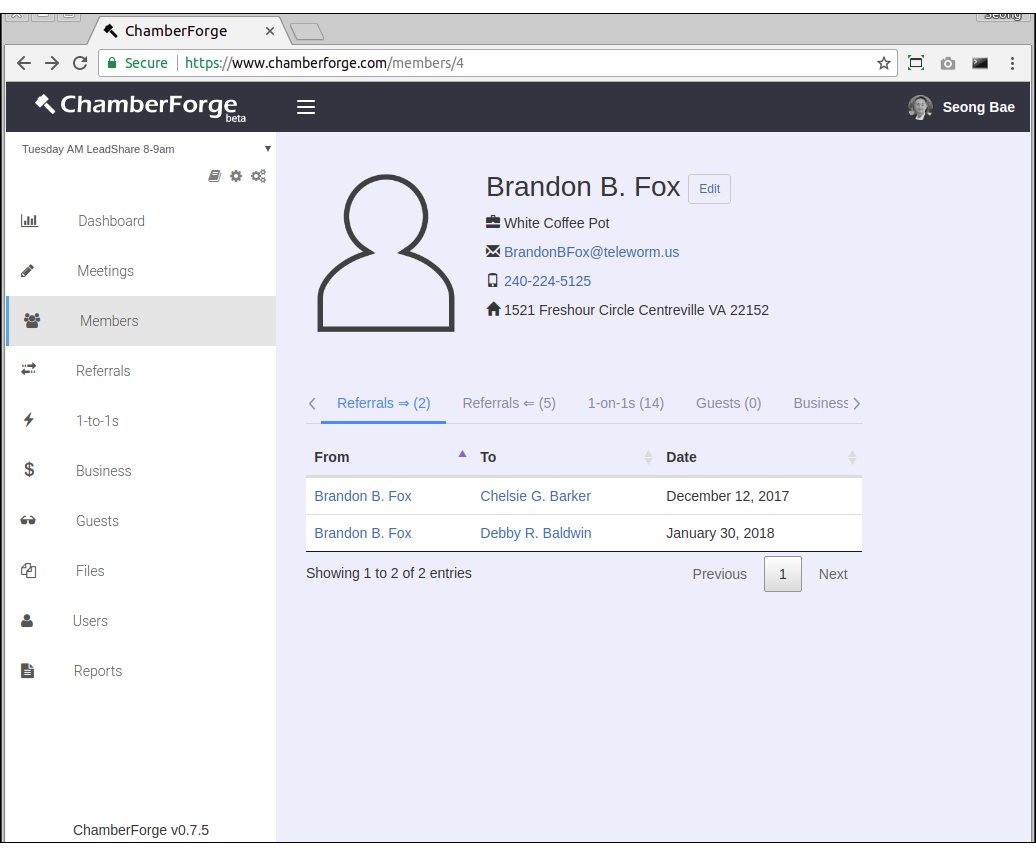 Seong
ChamberForge
Secure https://www.chamberforge.com/members/4
ChamberForge
beta
Seong Bae
Tuesday AM LeadShare 8-9am
Dashboard
Meetings
Members
Referrals
1-to-1s
Business
Guests
Files
Users
Reports
ChamberForge v0.7.5
Brandon B. Fox Edit
White Coffee Pot
BrandonBFox@teleworm.us
240-224-5125
1521 Freshour Circle Centreville VA 22152
Referrals ⇒ (2) Referrals ⇐ (5) 1-on-1s (14) Guests (0) Business
From To Date
Brandon B. Fox Chelsie G. Barker December 12, 2017
Brandon B. Fox Debby R. Baldwin January 30, 2018
Showing 1 to 2 of 2 entries Previous 1 Next